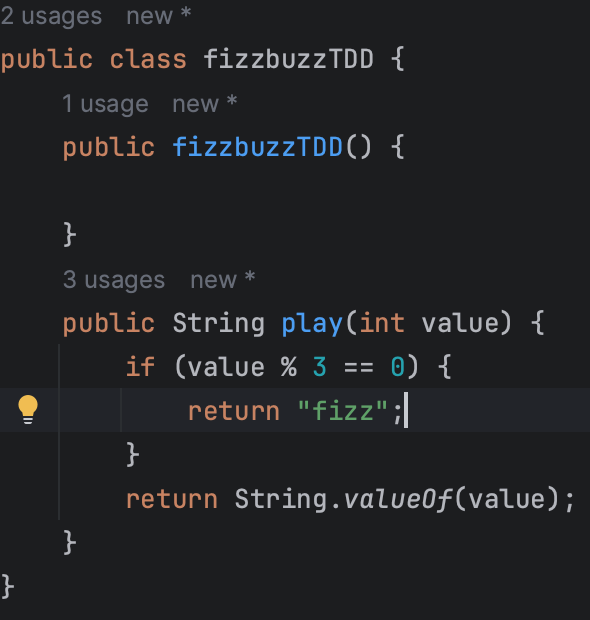 2 usages   new *
public class fizzbuzzTDD {
    1 usage   new *
    public fizzbuzzTDD() {
    }
    3 usages   new *
    public String play(int value) {
        if (value % 3 == 0) {
            return "fizz";
        }
        return String.valueOf(value);
    }
}